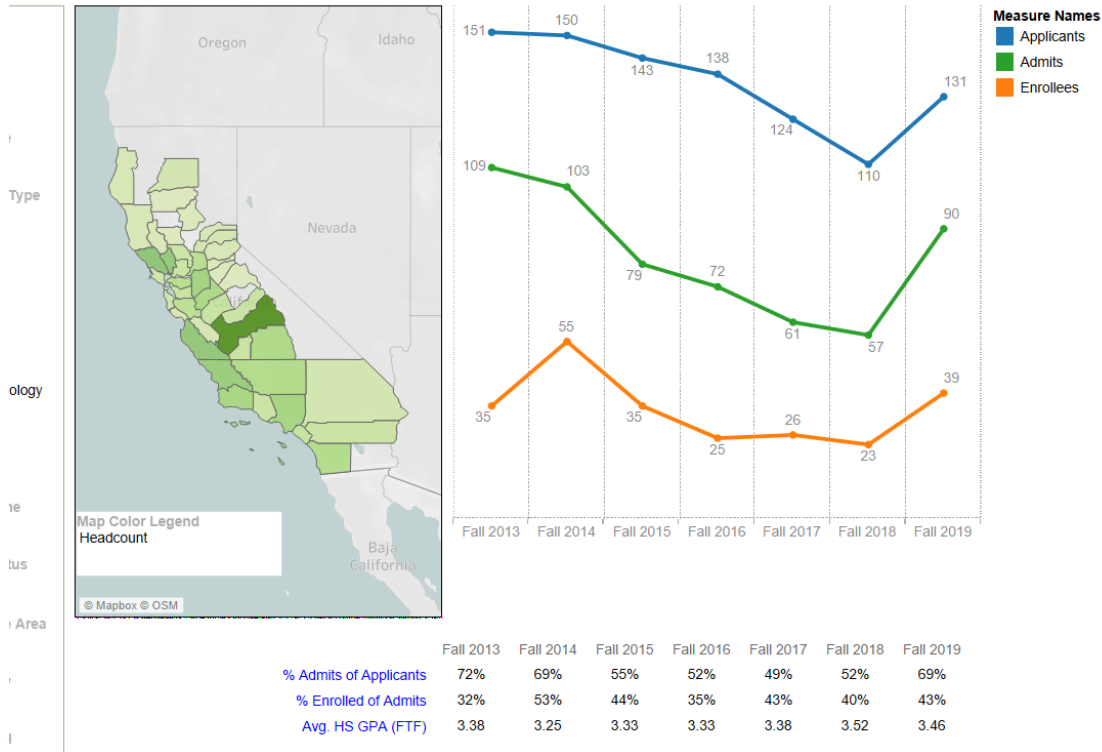 Measure Names
Applicants
Admits
Enrollees
Type
ology
tus
Area
Oregon
Idaho
Nevada
Baja
California
Map Color Legend
Headcount
© Mapbox © OSM
151
150
143
138
124
110
131
109
103
79
72
61
57
90
35
55
35
25
26
23
39
Fall 2013 Fall 2014 Fall 2015 Fall 2016 Fall 2017 Fall 2018 Fall 2019
Fall 2013 Fall 2014 Fall 2015 Fall 2016 Fall 2017 Fall 2018 Fall 2019
% Admits of Applicants 72% 69% 55% 52% 49% 52% 69%
% Enrolled of Admits 32% 53% 44% 35% 43% 40% 43%
Avg. HS GPA (FTF) 3.38 3.25 3.33 3.33 3.38 3.52 3.46